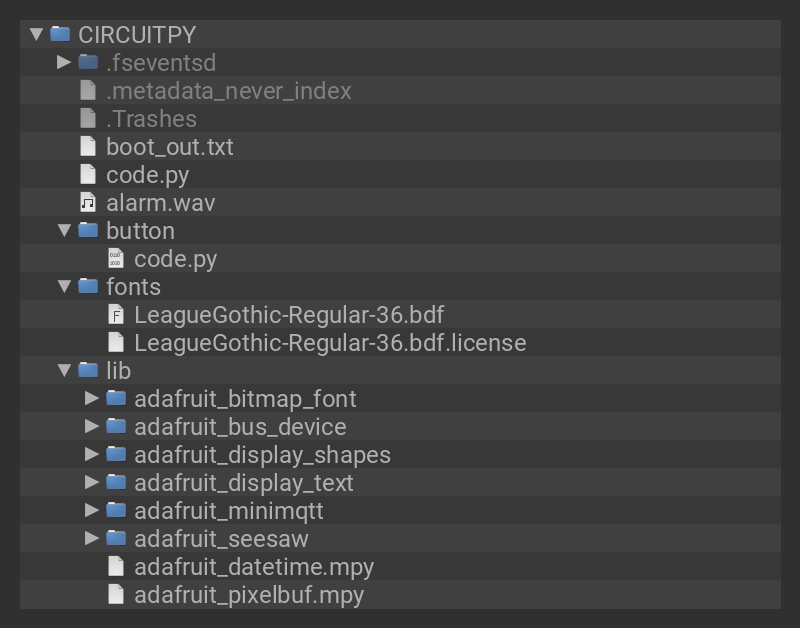 CIRCUITPY
.fseventsd
.metadata_never_index
.Trashes
boot_out.txt
code.py
alarm.wav
button
code.py
fonts
LeagueGothic-Regular-36.bdf
LeagueGothic-Regular-36.bdf.license
lib
adafruit_bitmap_font
adafruit_bus_device
adafruit_display_shapes
adafruit_display_text
adafruit_minimqtt
adafruit_seesaw
adafruit_datetime.mpy
adafruit_pixelbuf.mpy